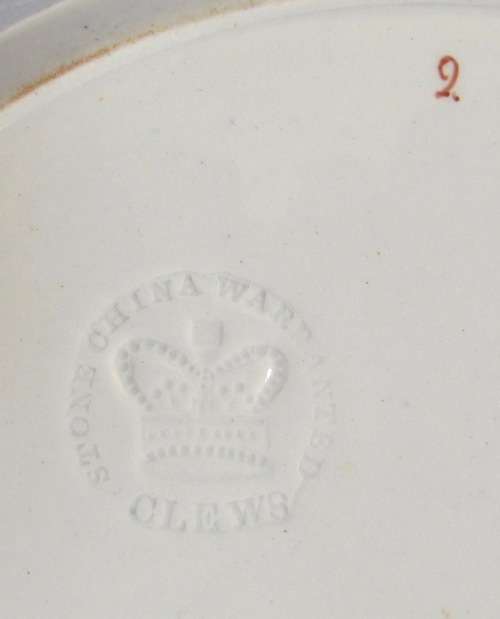 2.
STONE CHINA WARRANTED
CLEWS